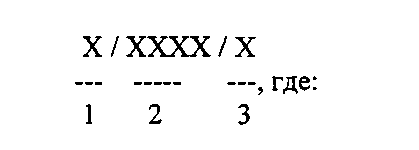 X / XXXX / X
--- ----- ---, где:
1 2 3